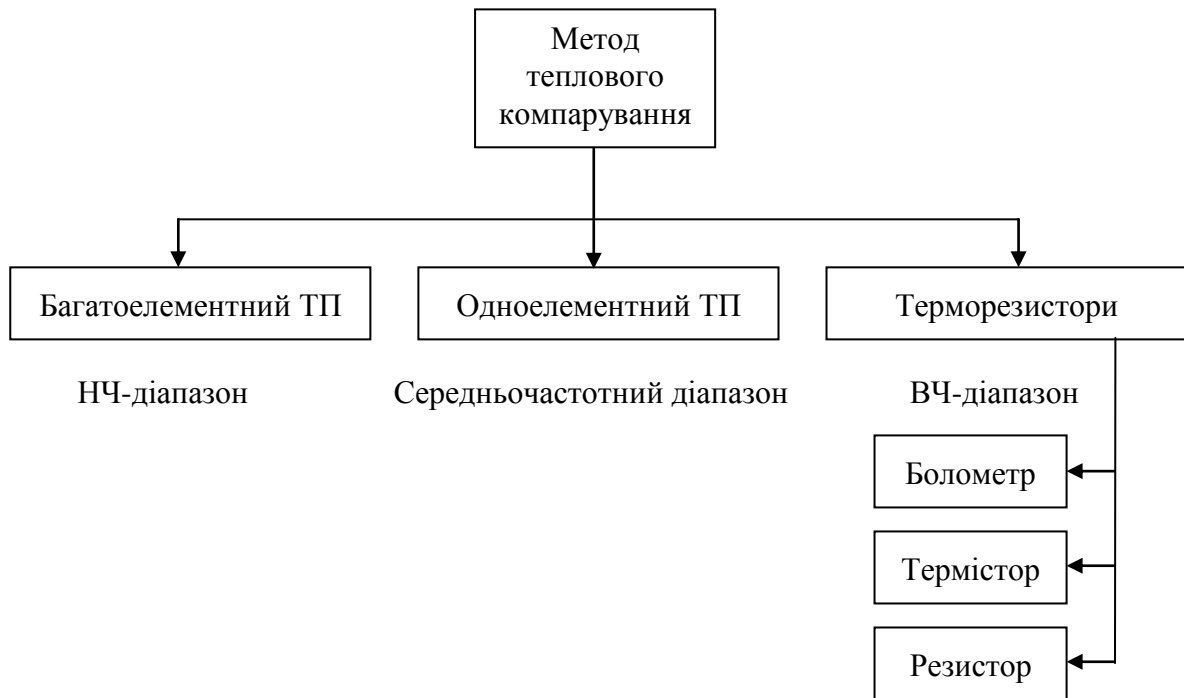 Метод
теплового
компарування
Багатоелементний ТП
Одноелементний ТП
Терморезистори
НЧ-діапазон
Середньочастотний діапазон
ВЧ-діапазон
Болометр
Термістор
Резистор